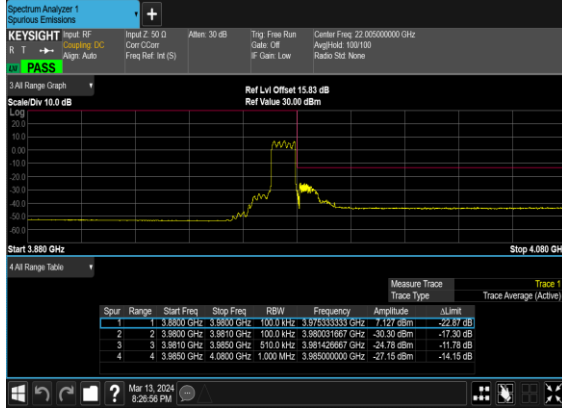 Spectrum Analyzer 1
Spurious Emissions
+
KEYSIGHT Input: RF Input Z: 50 Ω Atten: 30 dB Trig: Free Run Center Freq: 22.005000000 GHz
R T Coupling: DC Corr CCorr Gate: Off Avg|Hold: 100/100
Align: Auto Freq Ref: Int (S) IF Gain: Low Radio Std: None
PASS
3 All Range Graph Ref Lvl Offset 15.83 dB
Scale/Div 10.0 dB Ref Value 30.00 dBm
Log
20.0
10.0
0.00
-10.0
-20.0
-30.0
-40.0
-50.0
-60.0
Start 3.880 GHz Stop 4.080 GH
4 All Range Table
Measure Trace Trace 1
Trace Type Trace Average (Active)
Spur Range Start Freq Stop Freq RBW Frequency Amplitude ΔLimit
1 1 3.8800 GHz 3.9800 GHz 100.0 kHz 3.975333333 GHz 7.127 dBm -22.87 dB
2 2 3.9800 GHz 3.9810 GHz 100.0 kHz 3.980031667 GHz -30.30 dBm -17.30 dB
3 3 3.9810 GHz 3.9850 GHz 510.0 kHz 3.981426667 GHz -24.78 dBm -11.78 dB
4 4 3.9850 GHz 4.0800 GHz 1.000 MHz 3.985000000 GHz -27.15 dBm -14.15 dB
? Mar 13, 2024
8:26:56 PM